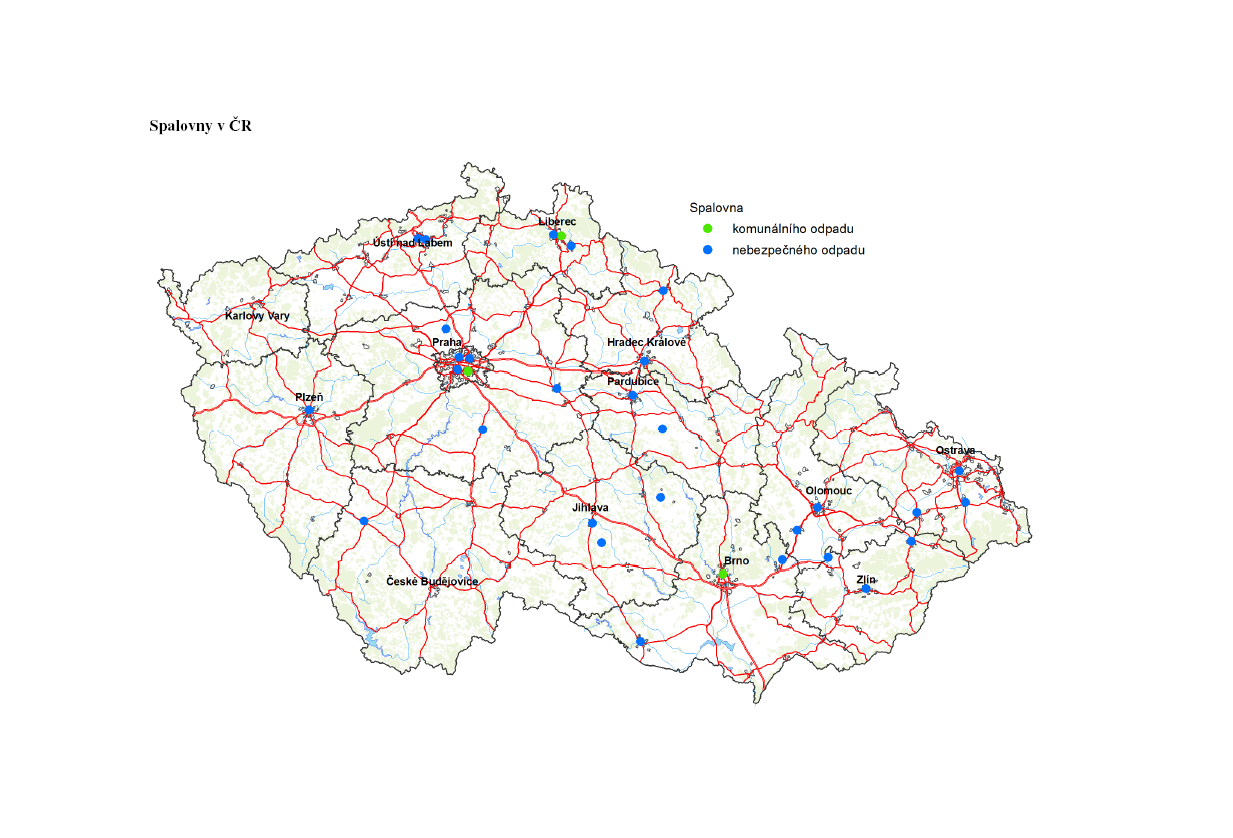 Spalovny v ČR
Spalovna
komunálního odpadu
nebezpečného odpadu
Liberec
Ústí nad Labem
Karlovy Vary
Praha
Hradec Králové
Pardubice
Plzeň
Ostrava
Olomouc
Jihlava
Brno
Zlín
České Budějovice